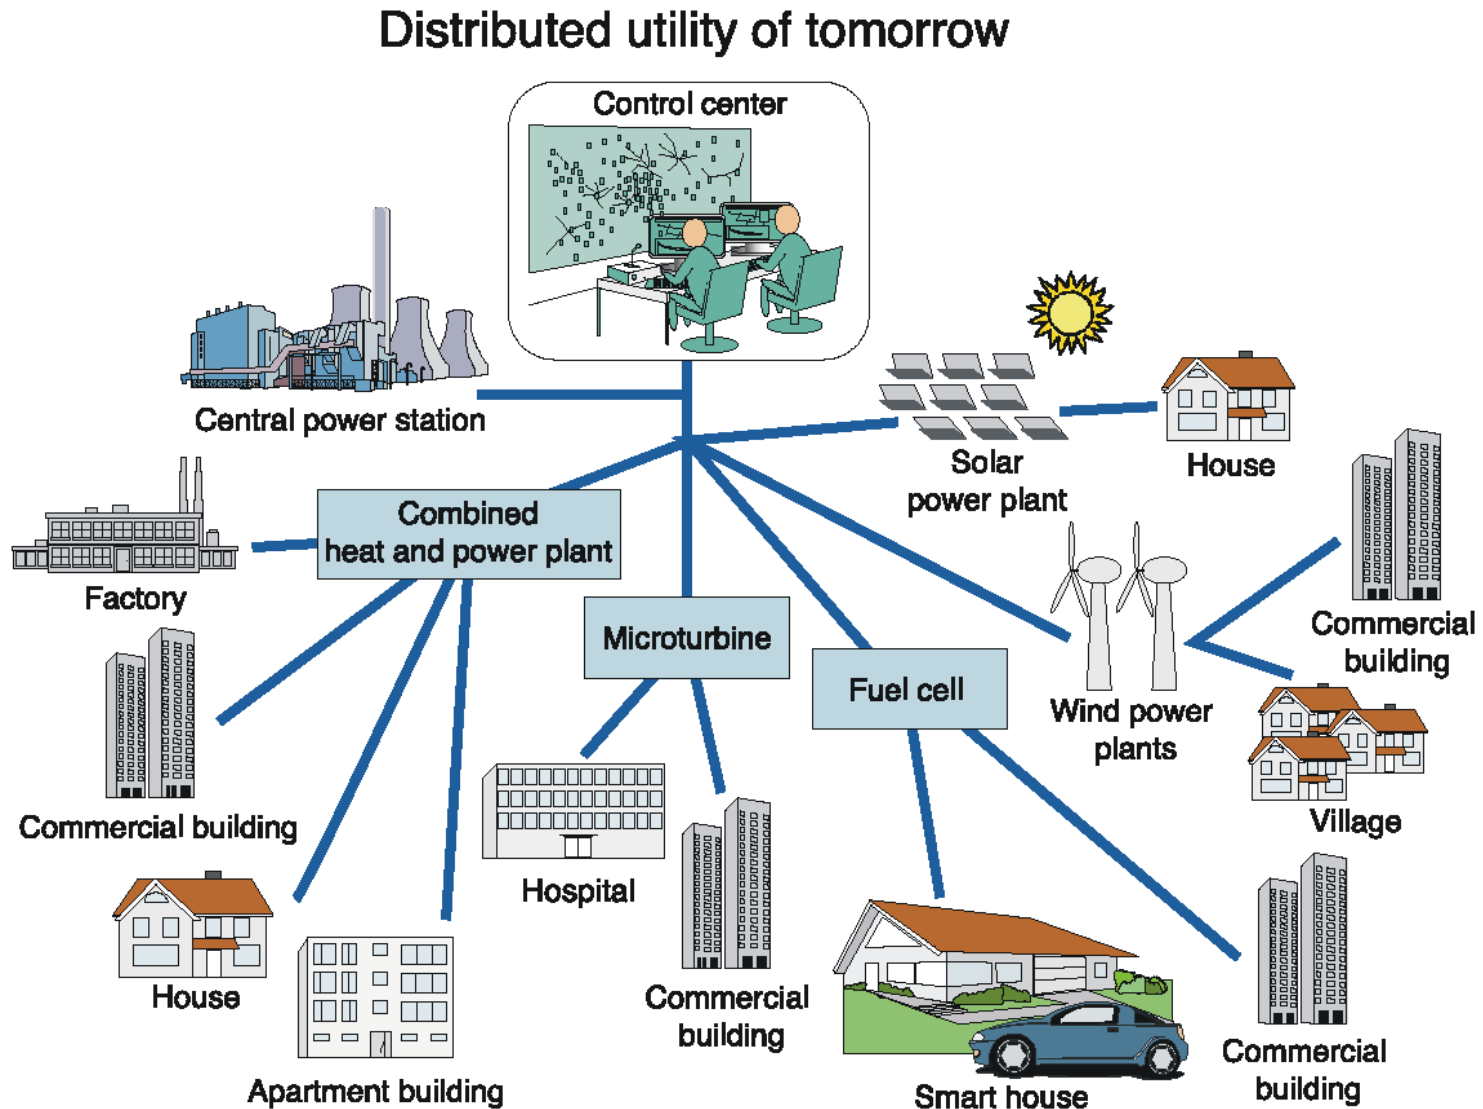 Distributed utility of tomorrow
Control center
Central power station
Solar
power plant
House
Combined
heat and power plant
Factory
Microturbine
Commercial
building
Fuel cell
Wind power
plants
Village
Commercial building
Hospital
House
Commercial
building
Apartment building
Smart house
Commercial
building